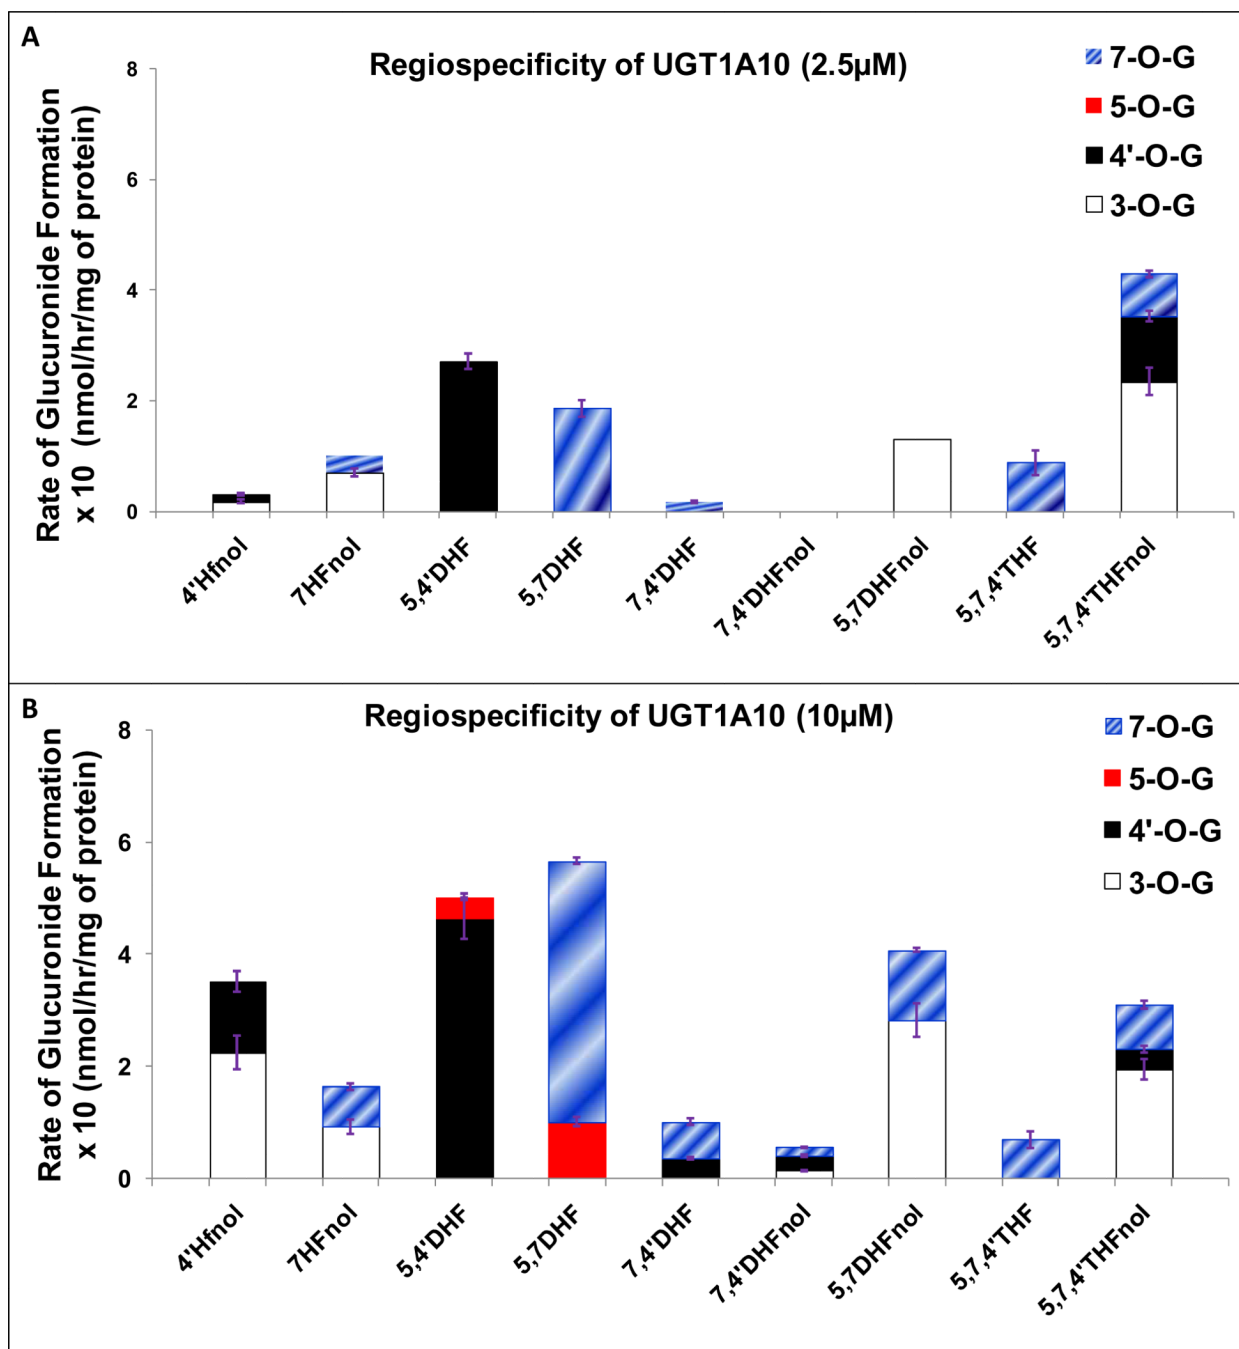 A
Regiospecificity of UGT1A10 (2.5µM)
Rate of Glucuronide Formation
x 10 (nmol/hr/mg of protein)
8
6
4
2
0
7-O-G
5-O-G
4'-O-G
3-O-G
4'Hfnol
7HFnol
5,4'DHF
5,7DHF
7,4'DHF
7,4'DHFnol
5,7DHFnol
5,7,4'THF
5,7,4'THFnol
B
Regiospecificity of UGT1A10 (10µM)
Rate of Glucuronide Formation
x 10 (nmol/hr/mg of protein)
8
6
4
2
0
7-O-G
5-O-G
4'-O-G
3-O-G
4'Hfnol
7HFnol
5,4'DHF
5,7DHF
7,4'DHF
7,4'DHFnol
5,7DHFnol
5,7,4'THF
5,7,4'THFnol